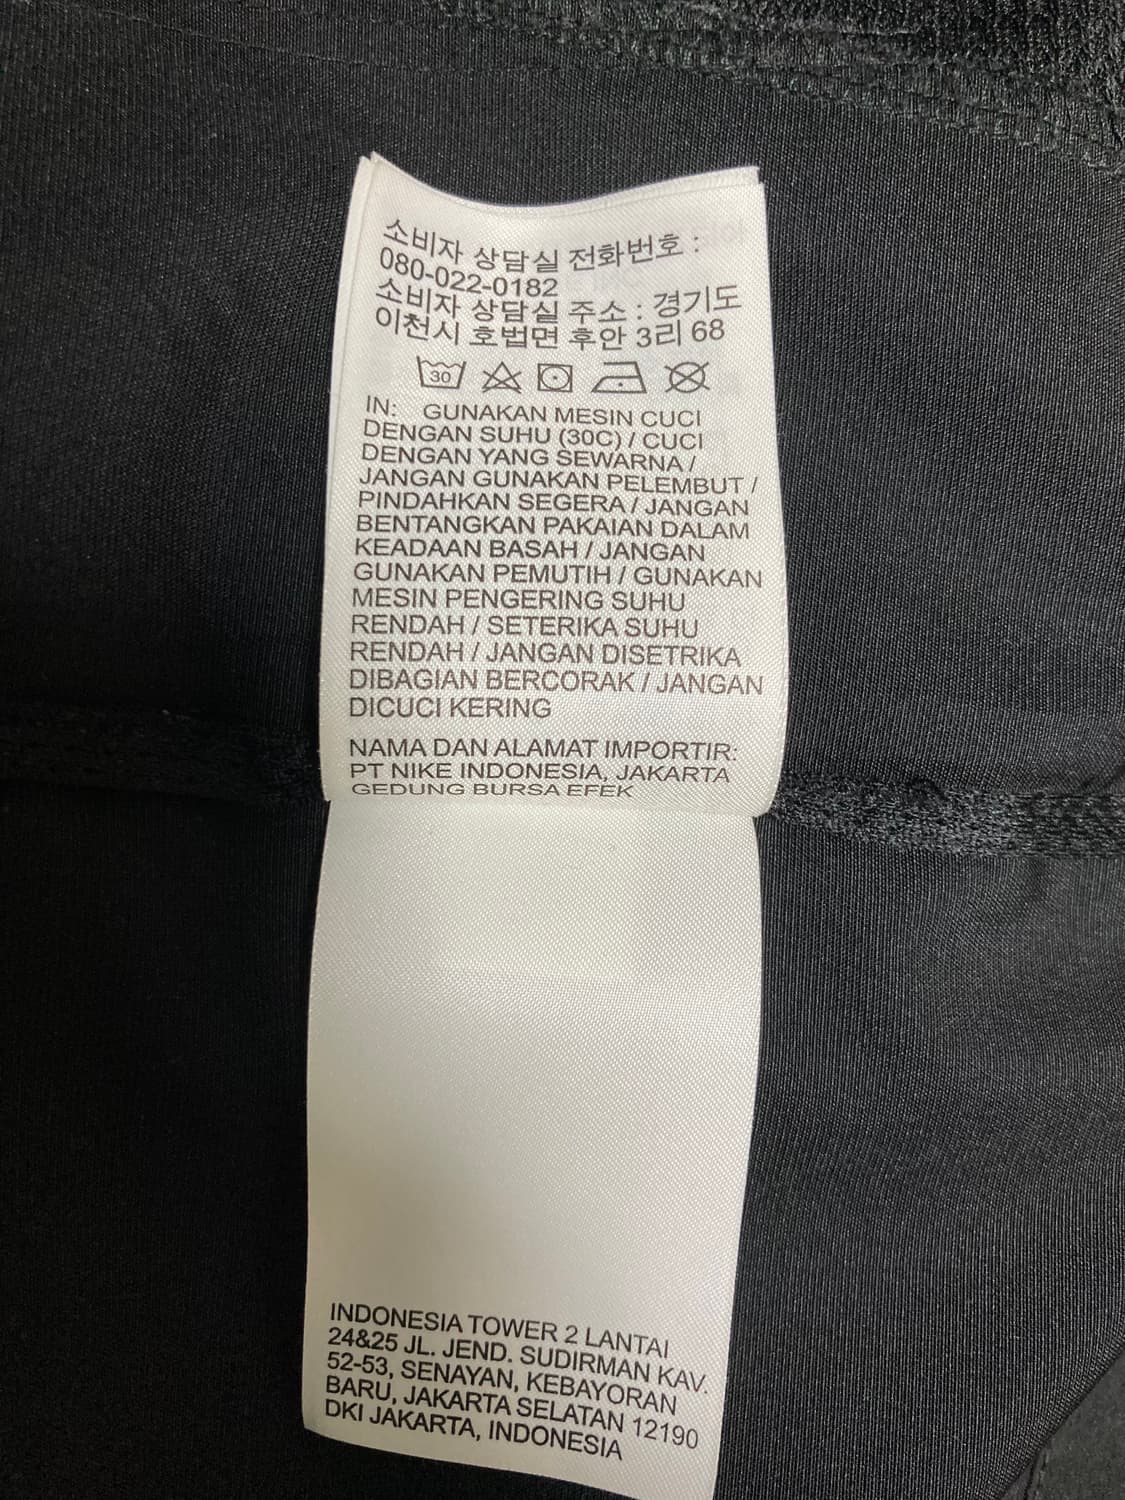 소비자 상담실 전화번호 :
080-022-0182
소비자 상담실 주소 : 경기도
이천시 호법면 후안 3리 68
30
IN: GUNAKAN MESIN CUCI
DENGAN SUHU (30C) / CUCI
DENGAN YANG SEWARNA /
JANGAN GUNAKAN PELEMBUT /
PINDAHKAN SEGERA / JANGAN
BENTANGKAN PAKAIAN DALAM
KEADAAN BASAH / JANGAN
GUNAKAN PEMUTIH / GUNAKAN
MESIN PENGERING SUHU
RENDAH / SETERIKA SUHU
RENDAH / JANGAN DISETRIKA
DIBAGIAN BERCORAK / JANGAN
DICUCI KERING
NAMA DAN ALAMAT IMPORTIR:
PT NIKE INDONESIA, JAKARTA
GEDUNG BURSA EFEK
INDONESIA TOWER 2 LANTAI
24&25 JL. JEND. SUDIRMAN KAV.
52-53, SENAYAN, KEBAYORAN
BARU, JAKARTA SELATAN 12190
DKI JAKARTA, INDONESIA